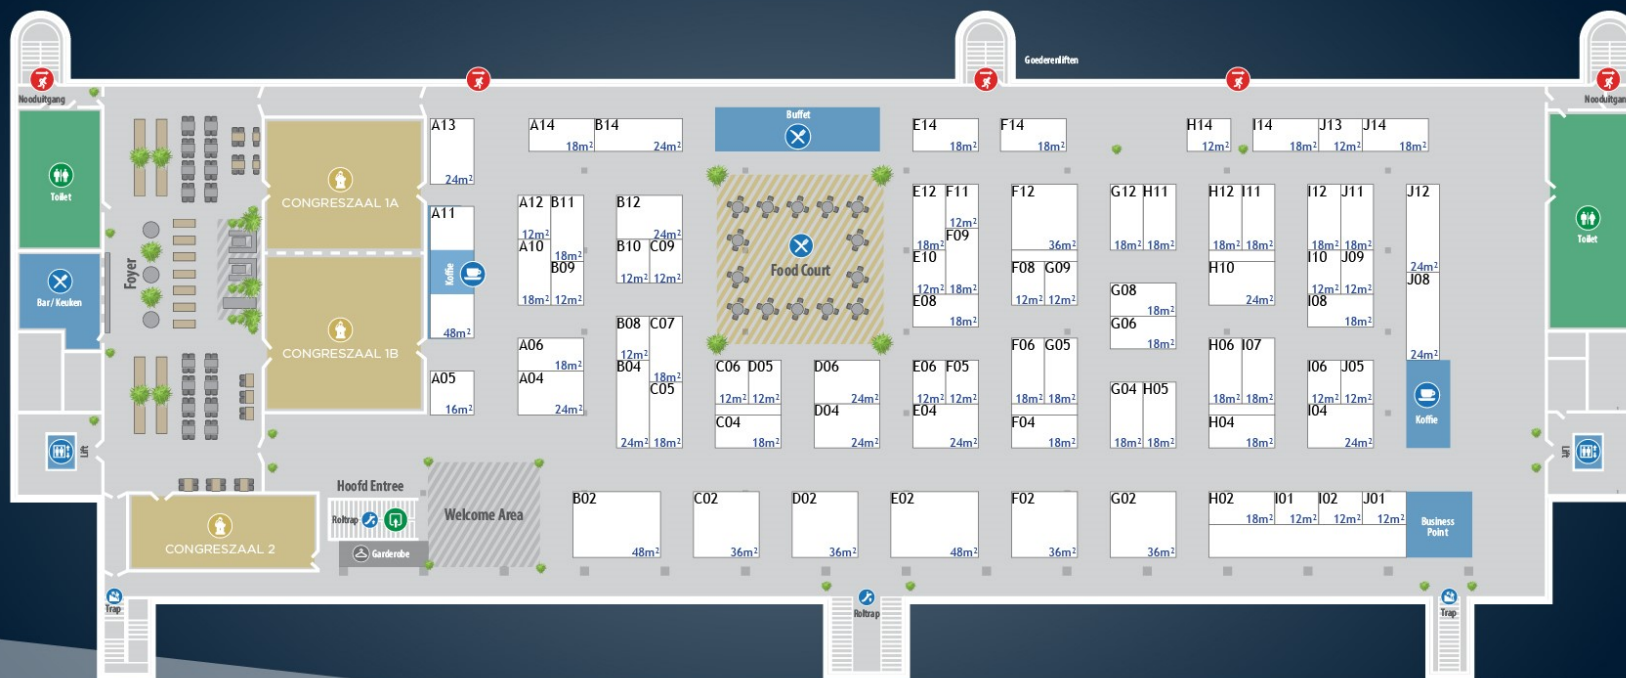 Goederenliften
Nooduitgang
Nooduitgan
Toilet
Bar / Keuken
Foyer
CONGRESZAAL 1A
CONGRESZAAL 1B
Lift
CONGRESZAAL 2
Trap
Hoofd Entree
Roltrap
Garderobe
Welcome Area
A13
24m²
A11
Koffie
48m²
A05
16m²
A14
18m²
B14
24m²
A12
12m²
B11
18m²
A10
18m²
B09
12m²
B12
24m²
B10
12m²
C09
12m²
A06
18m²
A04
24m²
B08
12m²
C07
18m²
B04
24m²
C05
18m²
Buffet
Food Court
C06
12m²
D05
12m²
C04
18m²
D06
24m²
D04
24m²
E14
18m²
F14
18m²
H14
12m²
I14
18m²
J13
12m²
J14
18m²
E12
18m²
F11
12m²
F09
18m²
E10
12m²
E08
18m²
F12
36m²
F08
12m²
G09
12m²
G12
18m²
H11
18m²
G08
18m²
G06
18m²
H12
18m²
I11
18m²
H10
24m²
I12
18m²
J11
18m²
I10
12m²
J09
12m²
I08
18m²
J12
24m²
J08
24m²
Koffie
E06
12m²
F05
12m²
E04
24m²
F06
18m²
G05
18m²
F04
18m²
G04
18m²
H05
18m²
H06
18m²
I07
18m²
H04
18m²
I06
12m²
J05
12m²
I04
24m²
B02
48m²
C02
36m²
D02
36m²
E02
48m²
F02
36m²
G02
36m²
H02
18m²
I01
12m²
I02
12m²
J01
12m²
Business
Point
Roltrap
Trap
Toilet
Lift